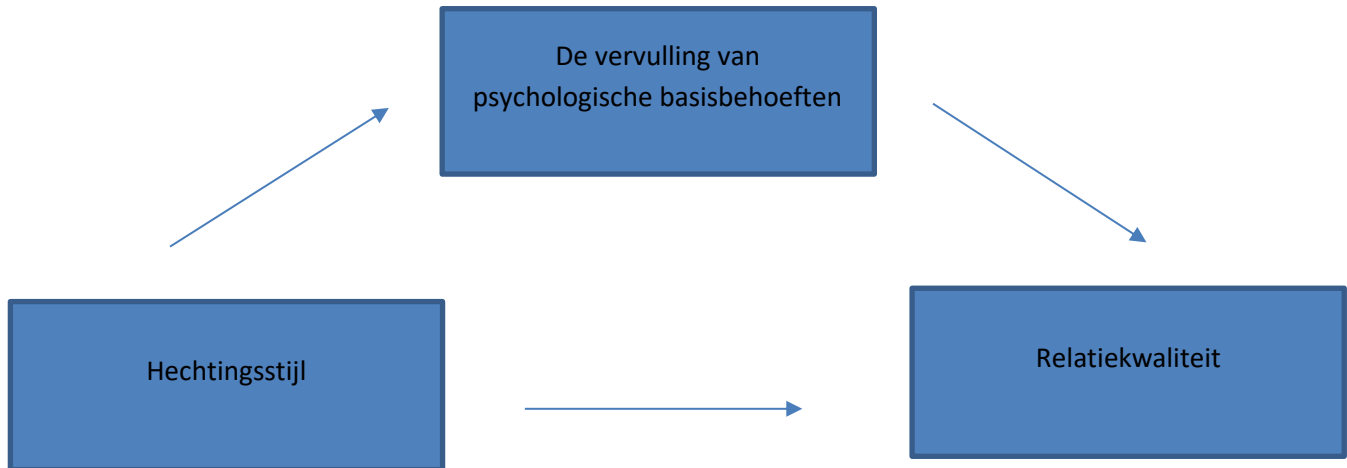 De vervulling van
psychologische basisbehoeften
Hechtingsstijl
Relatiekwaliteit